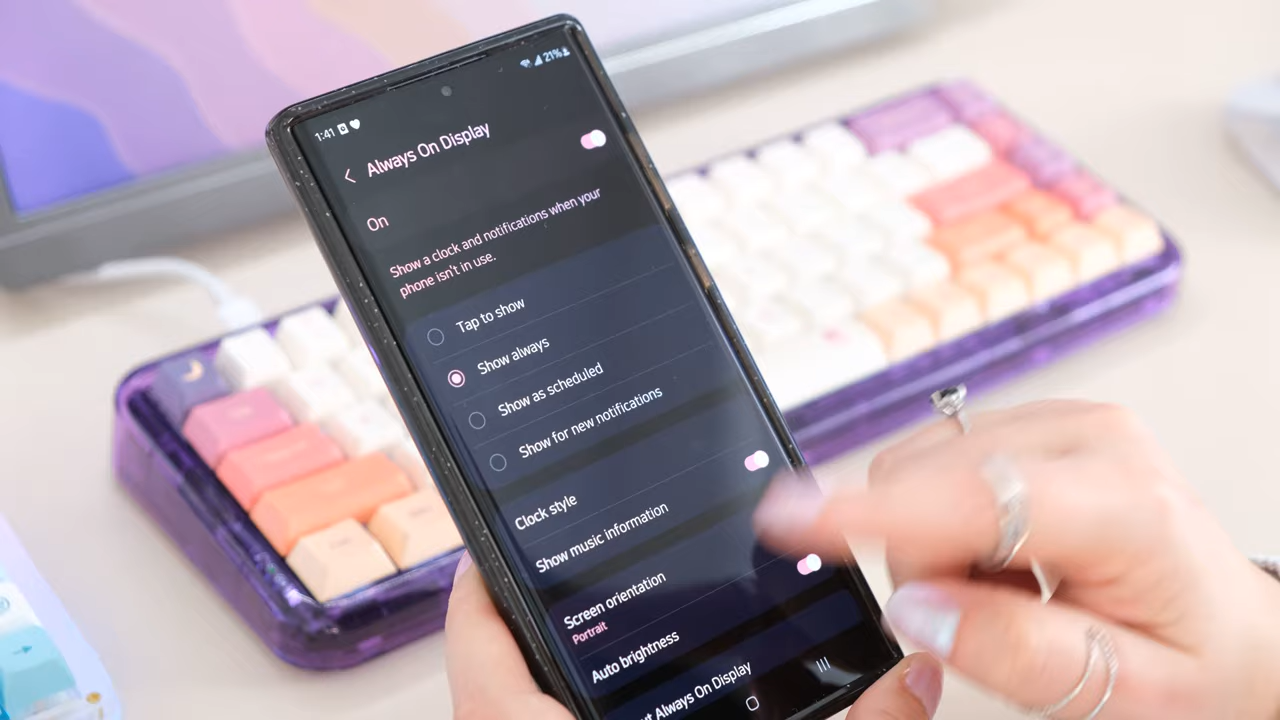 1:41
21%
Always On Display
On
Show a clock and notifications when your
phone isn't in use.
Tap to show
Show always
Show as scheduled
Show for new notifications
Clock style
Show music information
Screen orientation
Portrait
Auto brightness
ut Always On Display